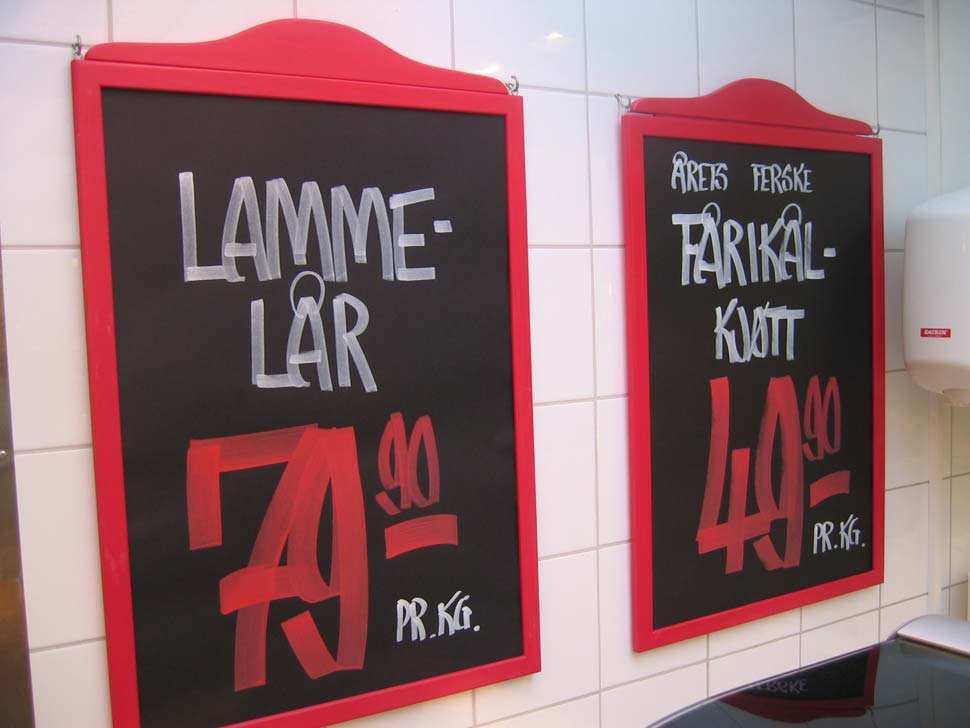 LAMME-
LÅR
79.90
PR.KG.
ÅRETS FERSKE
FÅRIKÅL-
KJØTT
49.90
PR.KG.